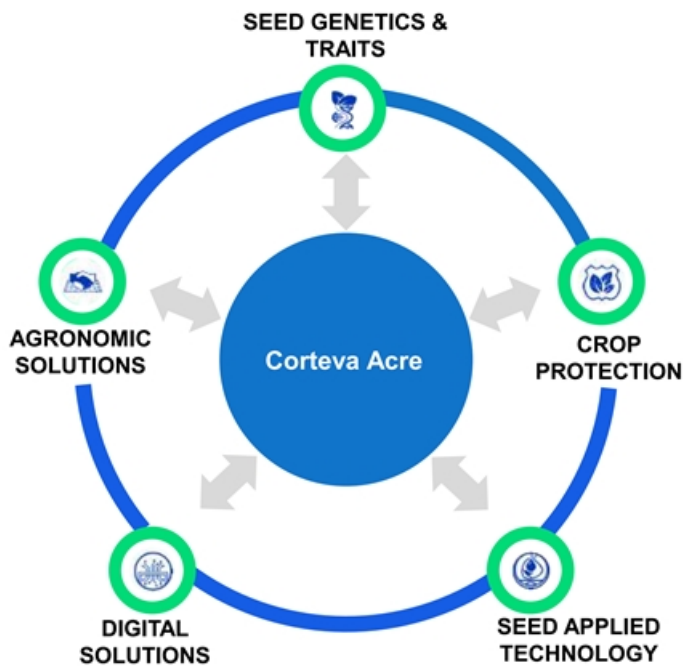 SEED GENETICS &
TRAITS
AGRONOMIC
SOLUTIONS
Corteva Acre
CROP
PROTECTION
DIGITAL
SOLUTIONS
SEED APPLIED
TECHNOLOGY